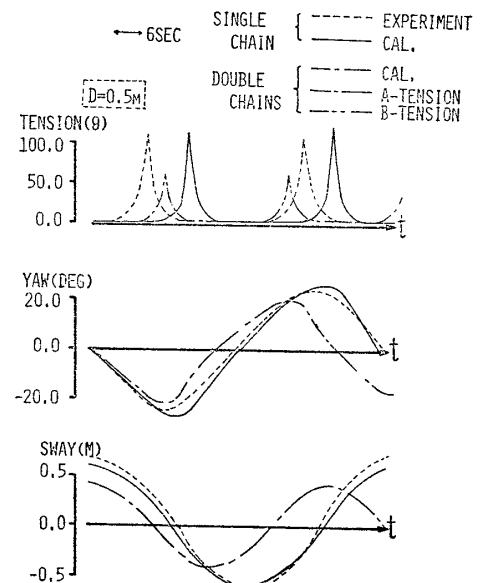 6SEC
SINGLE CHAIN
EXPERIMENT
CAL.
DOUBLE CHAINS
CAL.
A-TENSION
B-TENSION
D=0.5M
TENSION(9)
100.0
50.0
0.0
t
YAW(DEG)
20.0
0.0
-20.0
t
SWAY(M)
0.5
0.0
-0.5
t